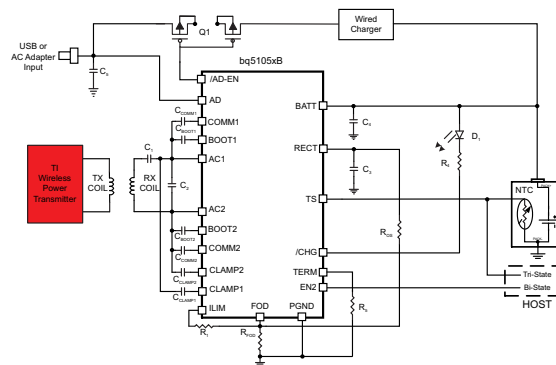 Q1
Wired
Charger
USB or
AC Adapter
Input
C5
bq5105xB
/AD-EN
AD
BATT
CCOMM1
COMM1
CBOOT1
BOOT1
C4
D1
RECT
R4
C1
AC1
C3
TI
Wireless
Power
Transmitter
TX
COIL
RX
COIL
C2
NTC
TS
AC2
BOOT2
CBOOT2
ROS
COMM2
CCOMM2
/CHG
CLAMP2
CCLAMP2
TERM
Tri-State
CLAMP1
CCLAMP1
EN2
Bi-State
HOST
ILIM
FOD
PGND
R1
RFOD